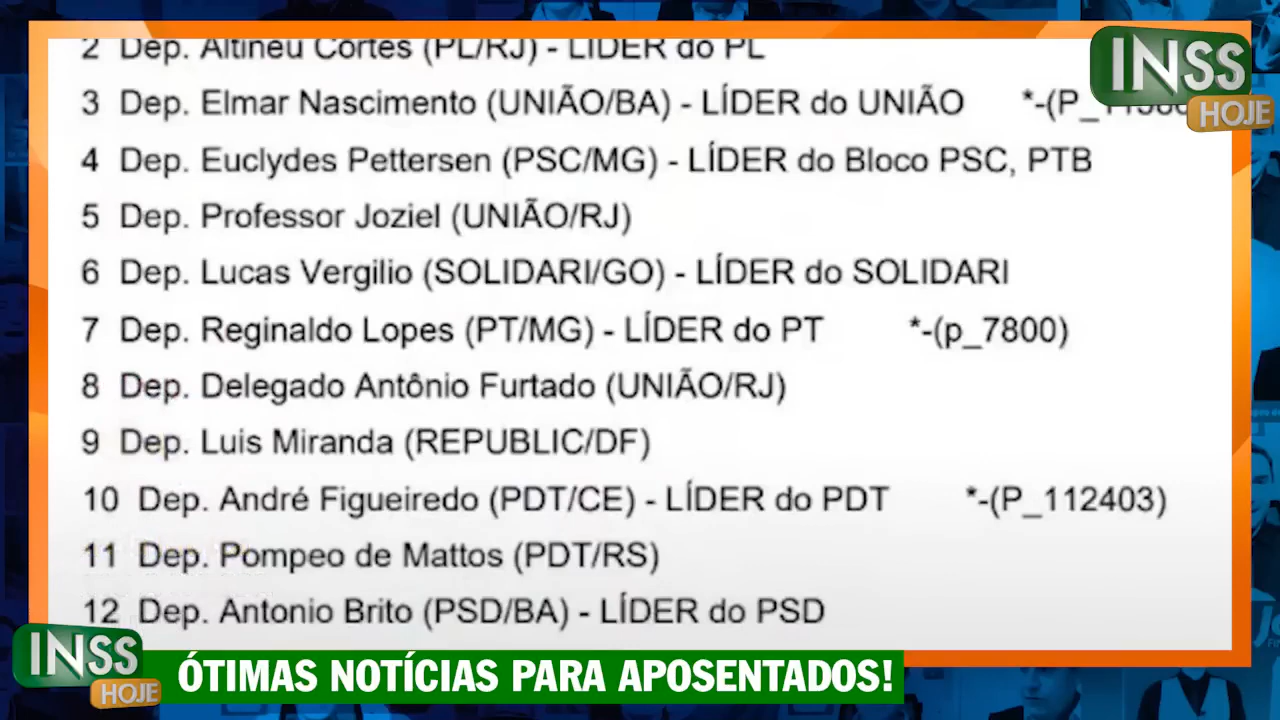 2 Dep. Altineu Côrtes (PL/RJ) - LÍDER do PL
INSS
HOJE
3 Dep. Elmar Nascimento (UNIÃO/BA) - LÍDER do UNIÃO
4 Dep. Euclydes Pettersen (PSC/MG) - LÍDER do Bloco PSC, PTB
5 Dep. Professor Joziel (UNIÃO/RJ)
6 Dep. Lucas Vergilio (SOLIDARI/GO) - LÍDER do SOLIDARI
7 Dep. Reginaldo Lopes (PT/MG) - LÍDER do PT *-(p_7800)
8 Dep. Delegado Antônio Furtado (UNIÃO/RJ)
9 Dep. Luis Miranda (REPUBLIC/DF)
10 Dep. André Figueiredo (PDT/CE) - LÍDER do PDT *-(P_112403)
11 Dep. Pompeo de Mattos (PDT/RS)
12 Dep. Antonio Brito (PSD/BA) - LÍDER do PSD
INSS
HOJE
ÓTIMAS NOTÍCIAS PARA APOSENTADOS!